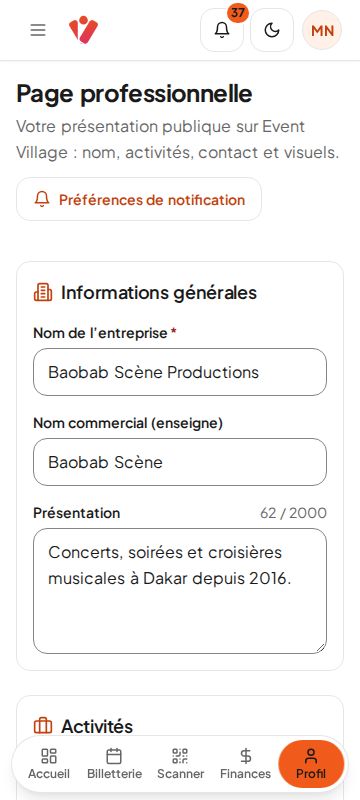 37
MN
Page professionnelle
Votre présentation publique sur Event
Village : nom, activités, contact et visuels.
Préférences de notification
Informations générales
Nom de l'entreprise *
Baobab Scène Productions
Nom commercial (enseigne)
Baobab Scène
Présentation 62 / 2000
Concerts, soirées et croisières
musicales à Dakar depuis 2016.
Activités
Accueil Billetterie Scanner Finances Profil